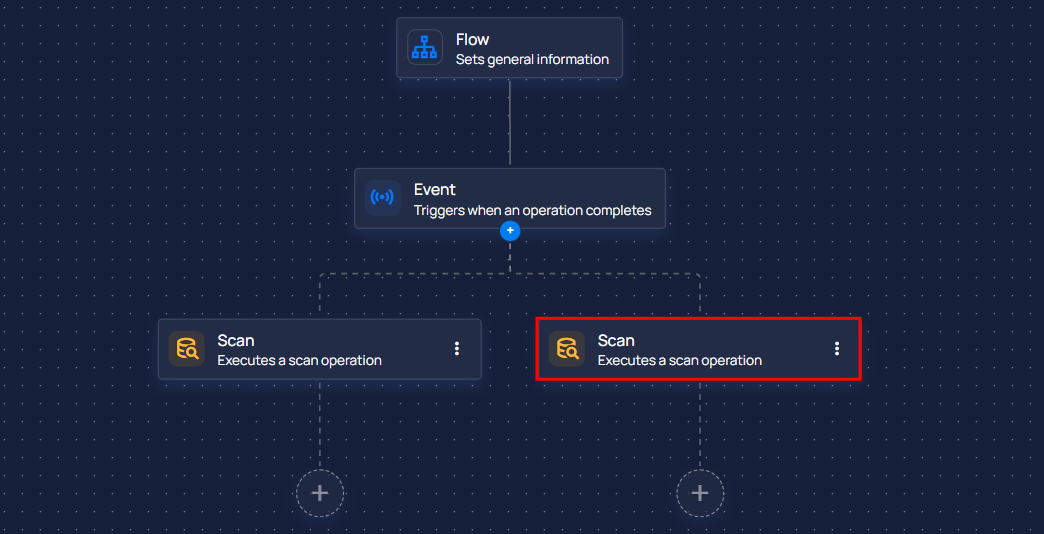 Flow
Sets general information
Event
Triggers when an operation completes
Scan
Executes a scan operation
Scan
Executes a scan operation